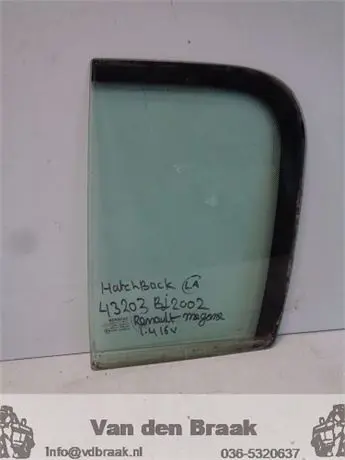 HatchBack LA
43203 Bj2002
Renault megane
1.4 16v
Van den Braak
Info@vdbraak.nl 036-5320637